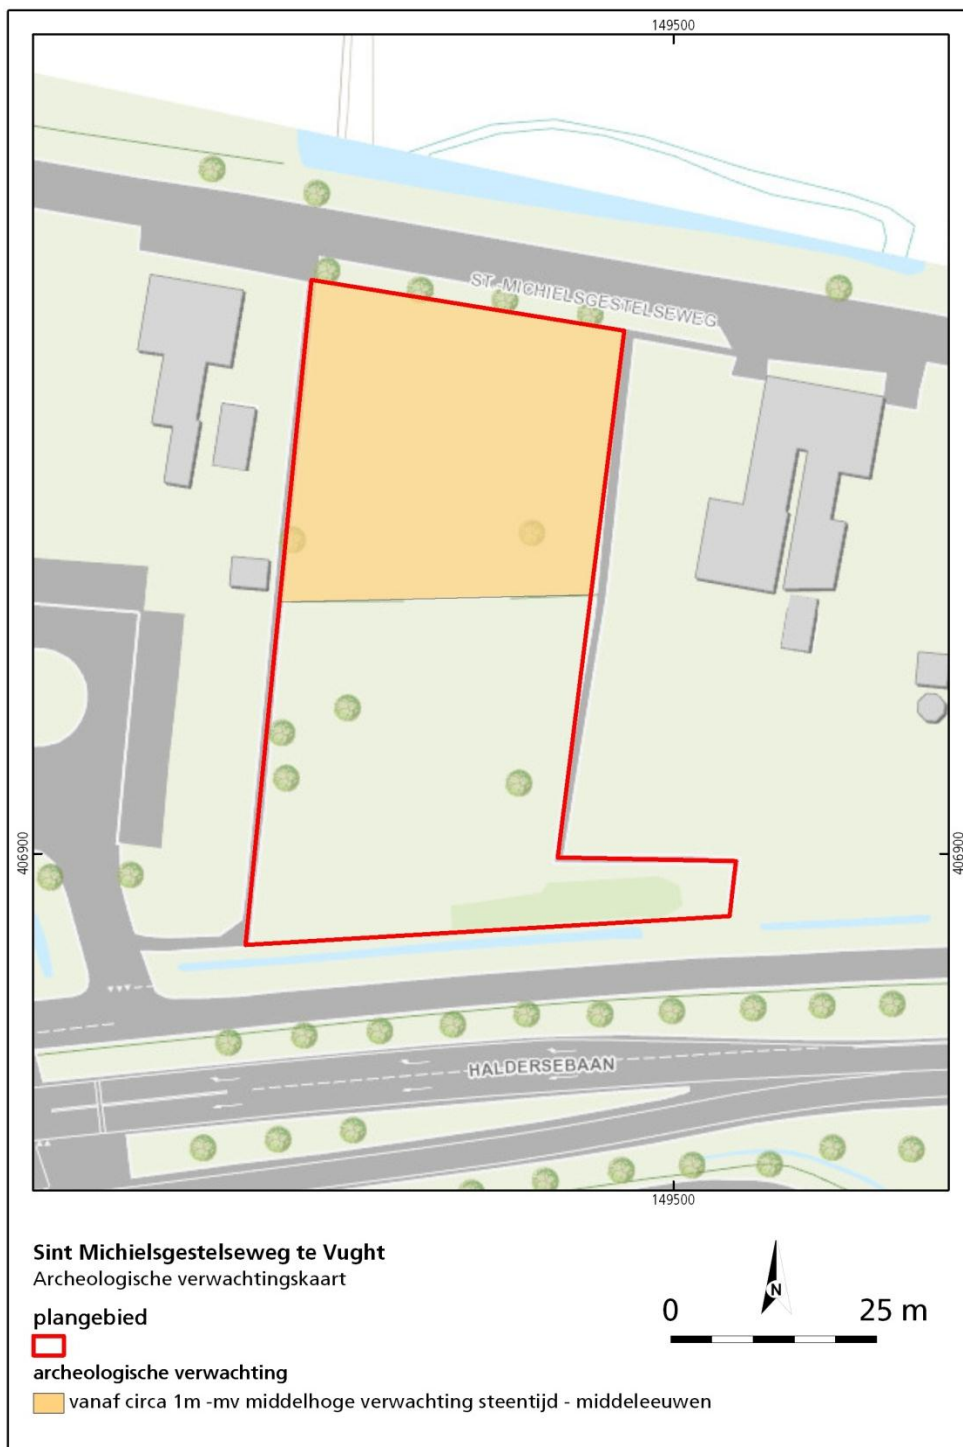 149500
ST. MICHIELSGESTELSEWEG
406900
406900
HALDERSEBAAN
149500
Sint Michielsgestelseweg te Vught
Archeologische verwachtingskaart
plangebied
archeologische verwachting
vanaf circa 1m -mv middelhoge verwachting steentijd - middeleeuwen
N
0 25 m